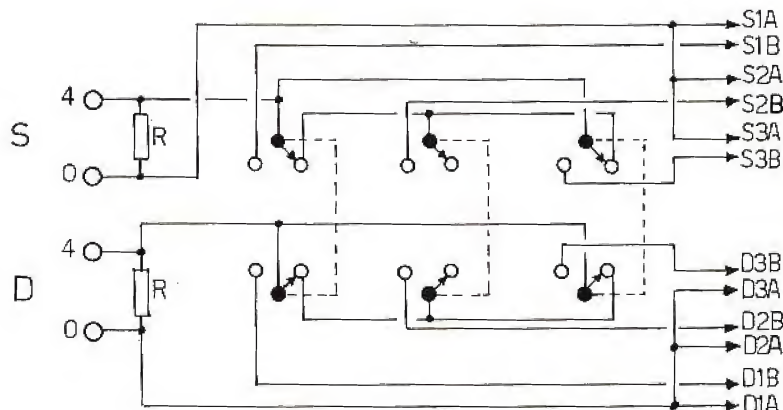 S1A
S1B
S2A
4
S2B
S
R
S3A
0
S3B
4
D3B
D
R
D3A
D2B
0
D2A
D1B
D1A